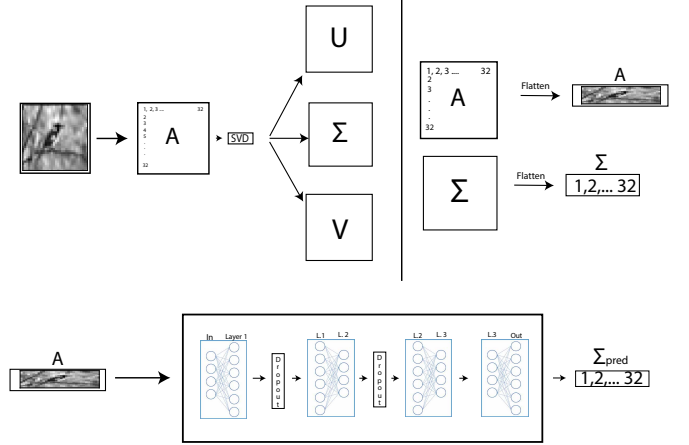 U
1, 2, 3 ...
32
2
3
4
5
.
.
.
32
A
SVD
Σ
V
1, 2, 3 ....
32
2
3
.
.
.
32
A
Flatten
A
Σ
Flatten
Σ
1,2,... 32
A
In
Layer 1
Dropout
L.1
L. 2
Dropout
L.2
L. 3
L.3
Out
Σpred
1,2,... 32